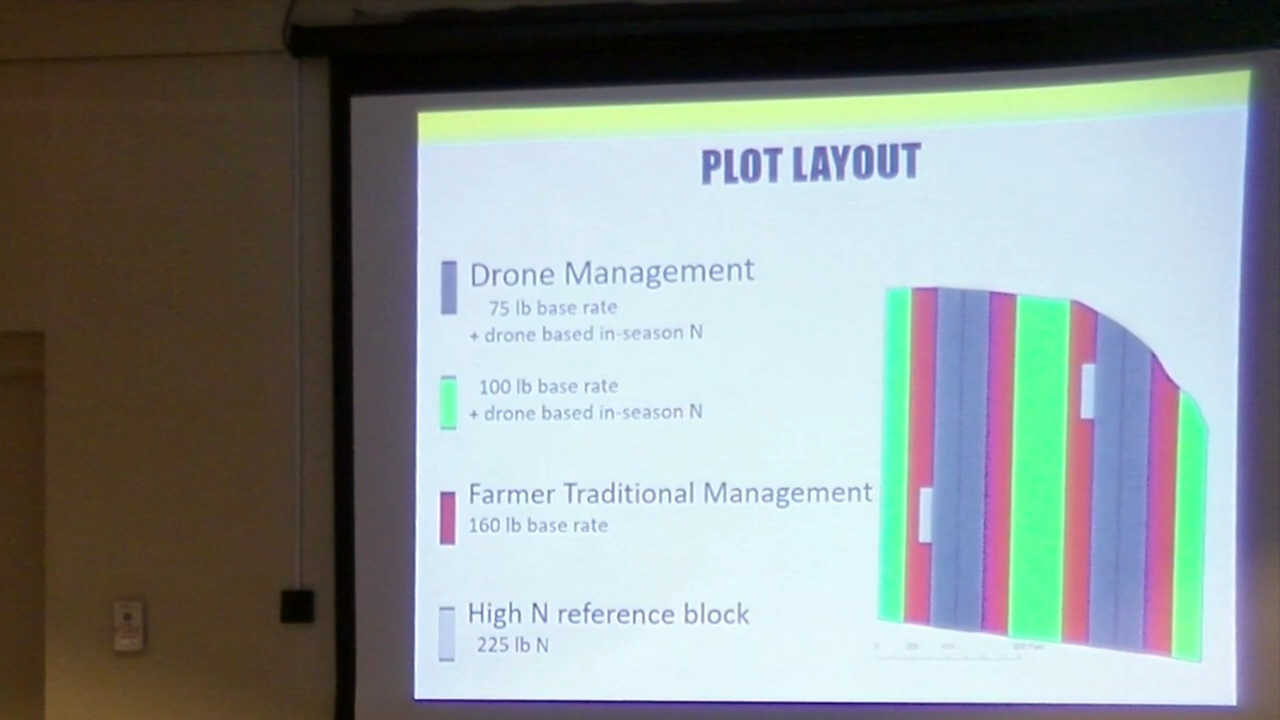 PLOT LAYOUT
Drone Management
75 lb base rate
+ drone based in-season N
100 lb base rate
+ drone based in-season N
Farmer Traditional Management
160 lb base rate
High N reference block
225 lb N